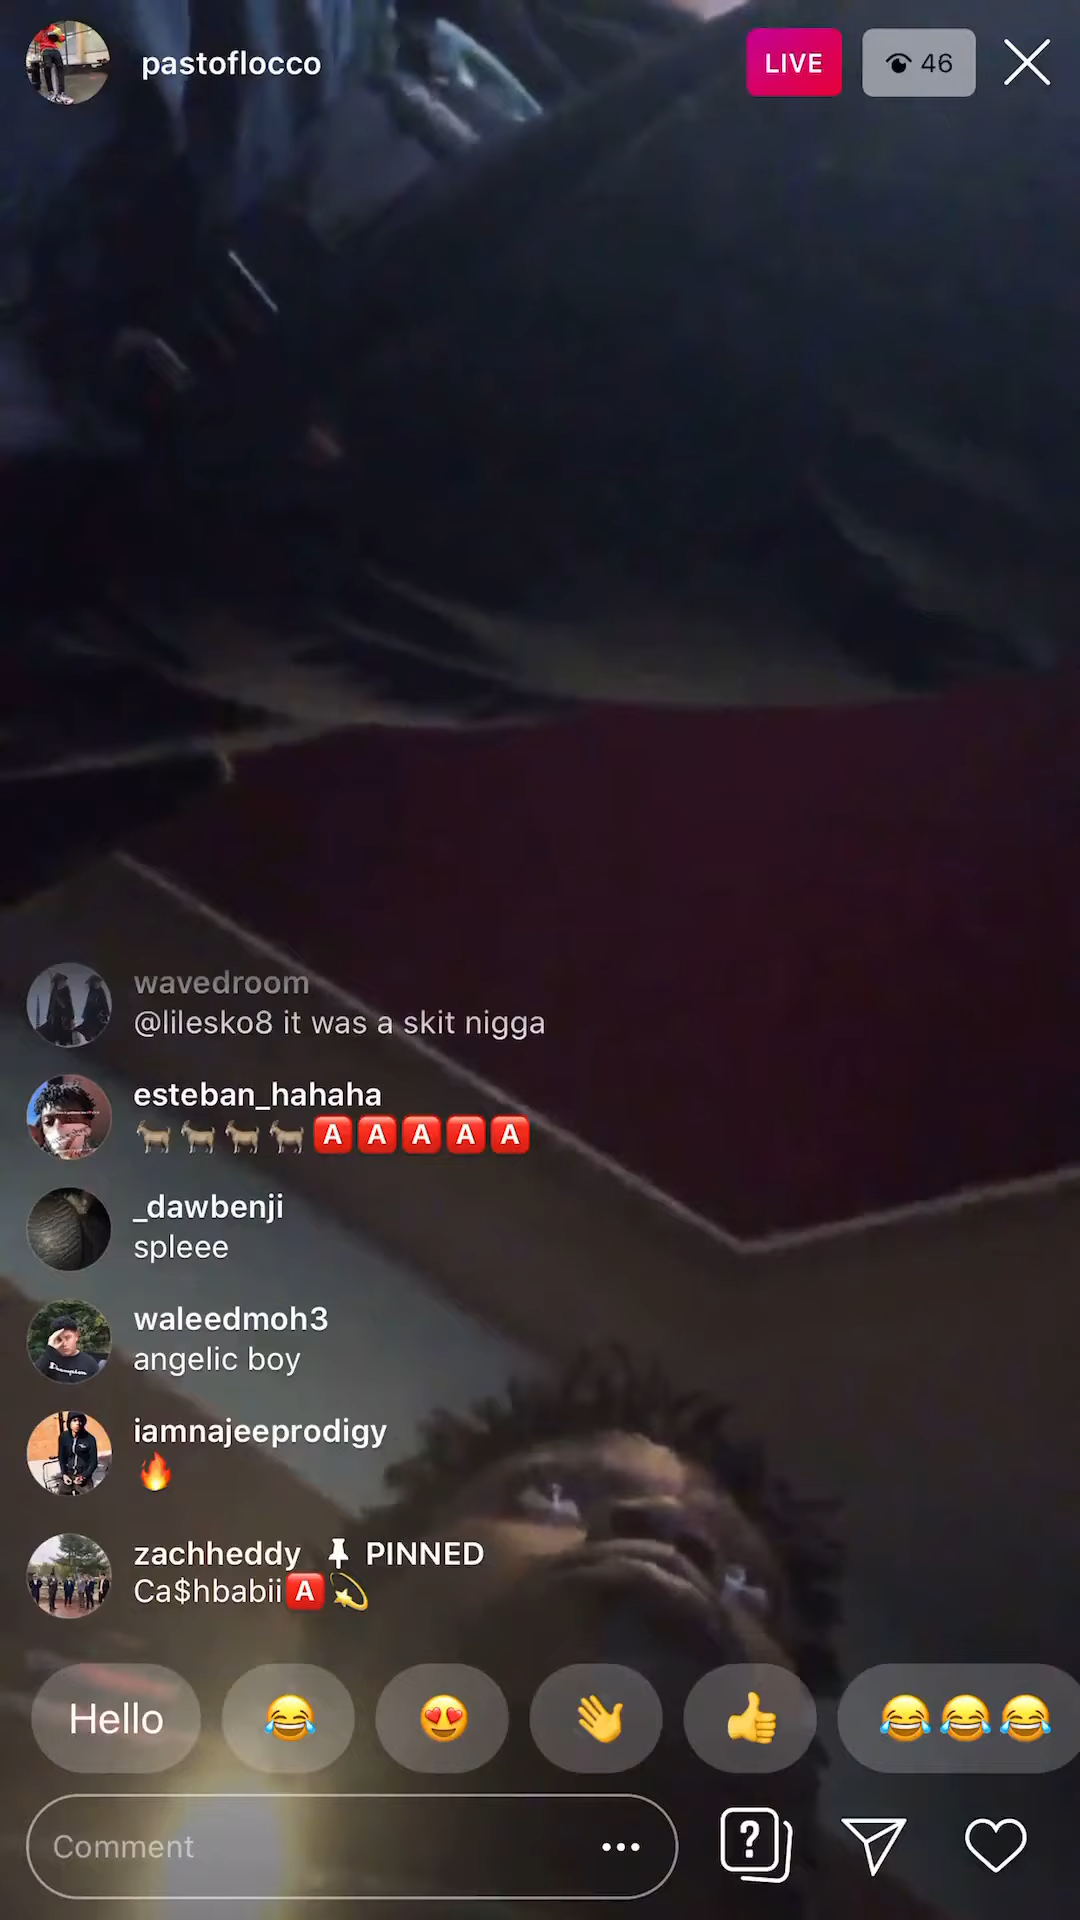 pastoflocco
LIVE
46
wavedroom
@lilesko8 it was a skit nigga
esteban_hahaha
🐐🐐🐐🐐🅰️🅰️🅰️🅰️🅰️
_dawbenji
spleee
waleedmoh3
angelic boy
iamnajeeprodigy
🔥
zachheddy 📌 PINNED
Ca$hbabii🅰️💫
Hello 😂 😍 👋 👍 😂😂😂
Comment